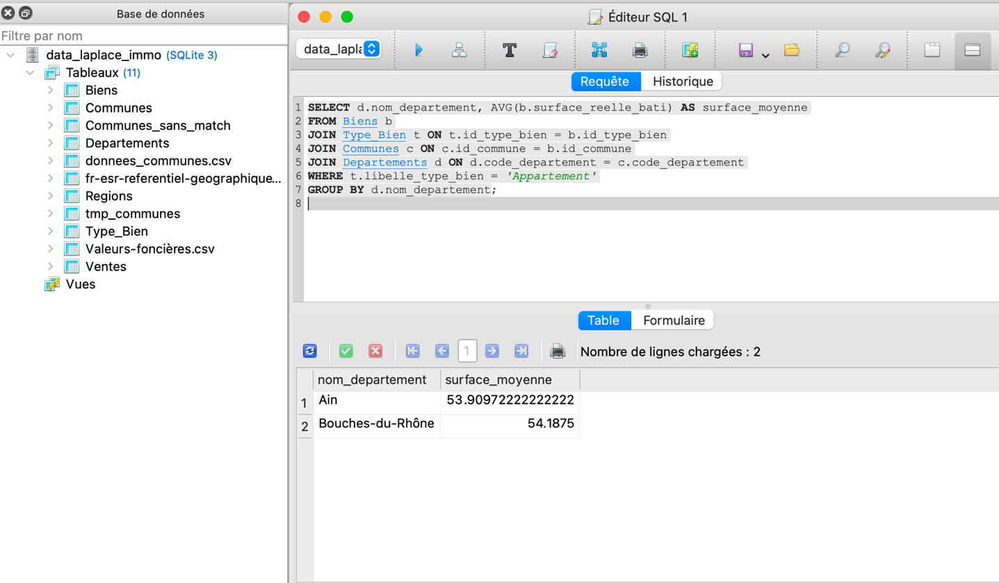 Base de données
Filtre par nom
data_laplace_immo (SQLite 3)
Tableaux (11)
Biens
Communes
Communes_sans_match
Departements
donnees_communes.csv
fr-esr-referentiel-geographique...
Regions
tmp_communes
Type_Bien
Valeurs-foncières.csv
Ventes
Vues
Éditeur SQL 1
data_lapla
Requête Historique
1 SELECT d.nom_departement, AVG(b.surface_reelle_bati) AS surface_moyenne
2 FROM Biens b
3 JOIN Type_Bien t ON t.id_type_bien = b.id_type_bien
4 JOIN Communes c ON c.id_commune = b.id_commune
5 JOIN Departements d ON d.code_departement = c.code_departement
6 WHERE t.libelle_type_bien = 'Appartement'
7 GROUP BY d.nom_departement;
8
Table Formulaire
1 Nombre de lignes chargées : 2
nom_departement surface_moyenne
1 Ain 53.90972222222222
2 Bouches-du-Rhône 54.1875